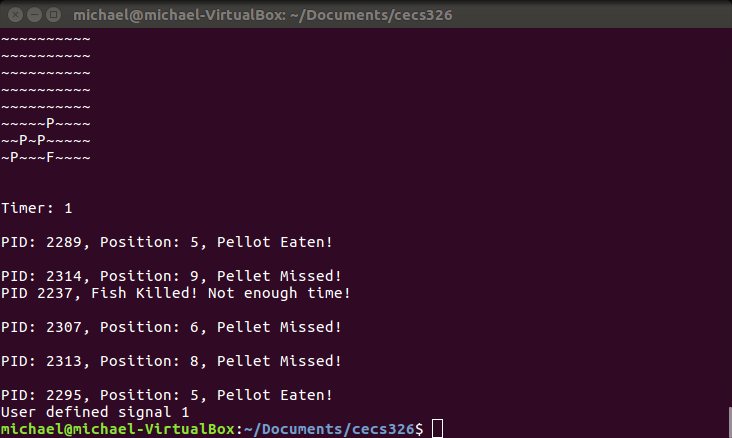 michael@michael-VirtualBox: ~/Documents/cecs326
~~~~~~~~~~
~~~~~~~~~~
~~~~~~~~~~
~~~~~~~~~~
~~~~~~~~~~
~~~~~P~~~~
~~P~P~~~~~
~P~~~F~~~~
Timer: 1
PID: 2289, Position: 5, Pellot Eaten!
PID: 2314, Position: 9, Pellet Missed!
PID 2237, Fish Killed! Not enough time!
PID: 2307, Position: 6, Pellet Missed!
PID: 2313, Position: 8, Pellet Missed!
PID: 2295, Position: 5, Pellot Eaten!
User defined signal 1
michael@michael-VirtualBox:~/Documents/cecs326$